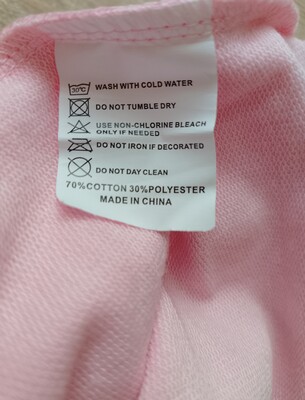 30°C WASH WITH COLD WATER
DO NOT TUMBLE DRY
USE NON-CHLORINE BLEACH
ONLY IF NEEDED
DO NOT IRON IF DECORATED
DO NOT DAY CLEAN
70%COTTON 30%POLYESTER
MADE IN CHINA